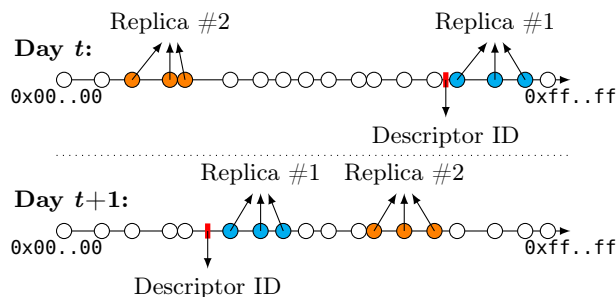 Replica #2 Replica #1
Day t:
0x00..00 0xff..ff
Descriptor ID
Replica #1 Replica #2
Day t+1:
0x00..00 0xff..ff
Descriptor ID